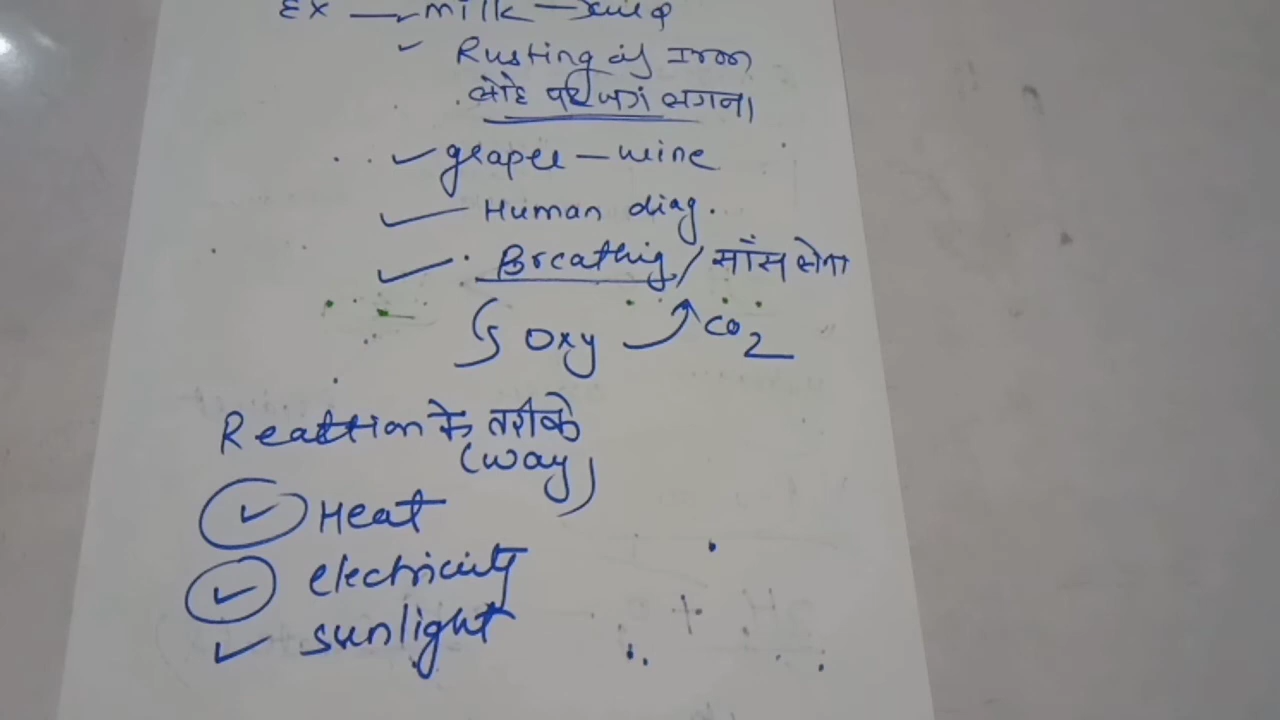 Ex — milk —
Rusting of Iron
लोहे पर जगं लगना
grapes — wine
Human diag.
Breathing / साँस लेना
Oxy CO2
Reaction के तरीके
(way)
Heat
electricity
sunlight